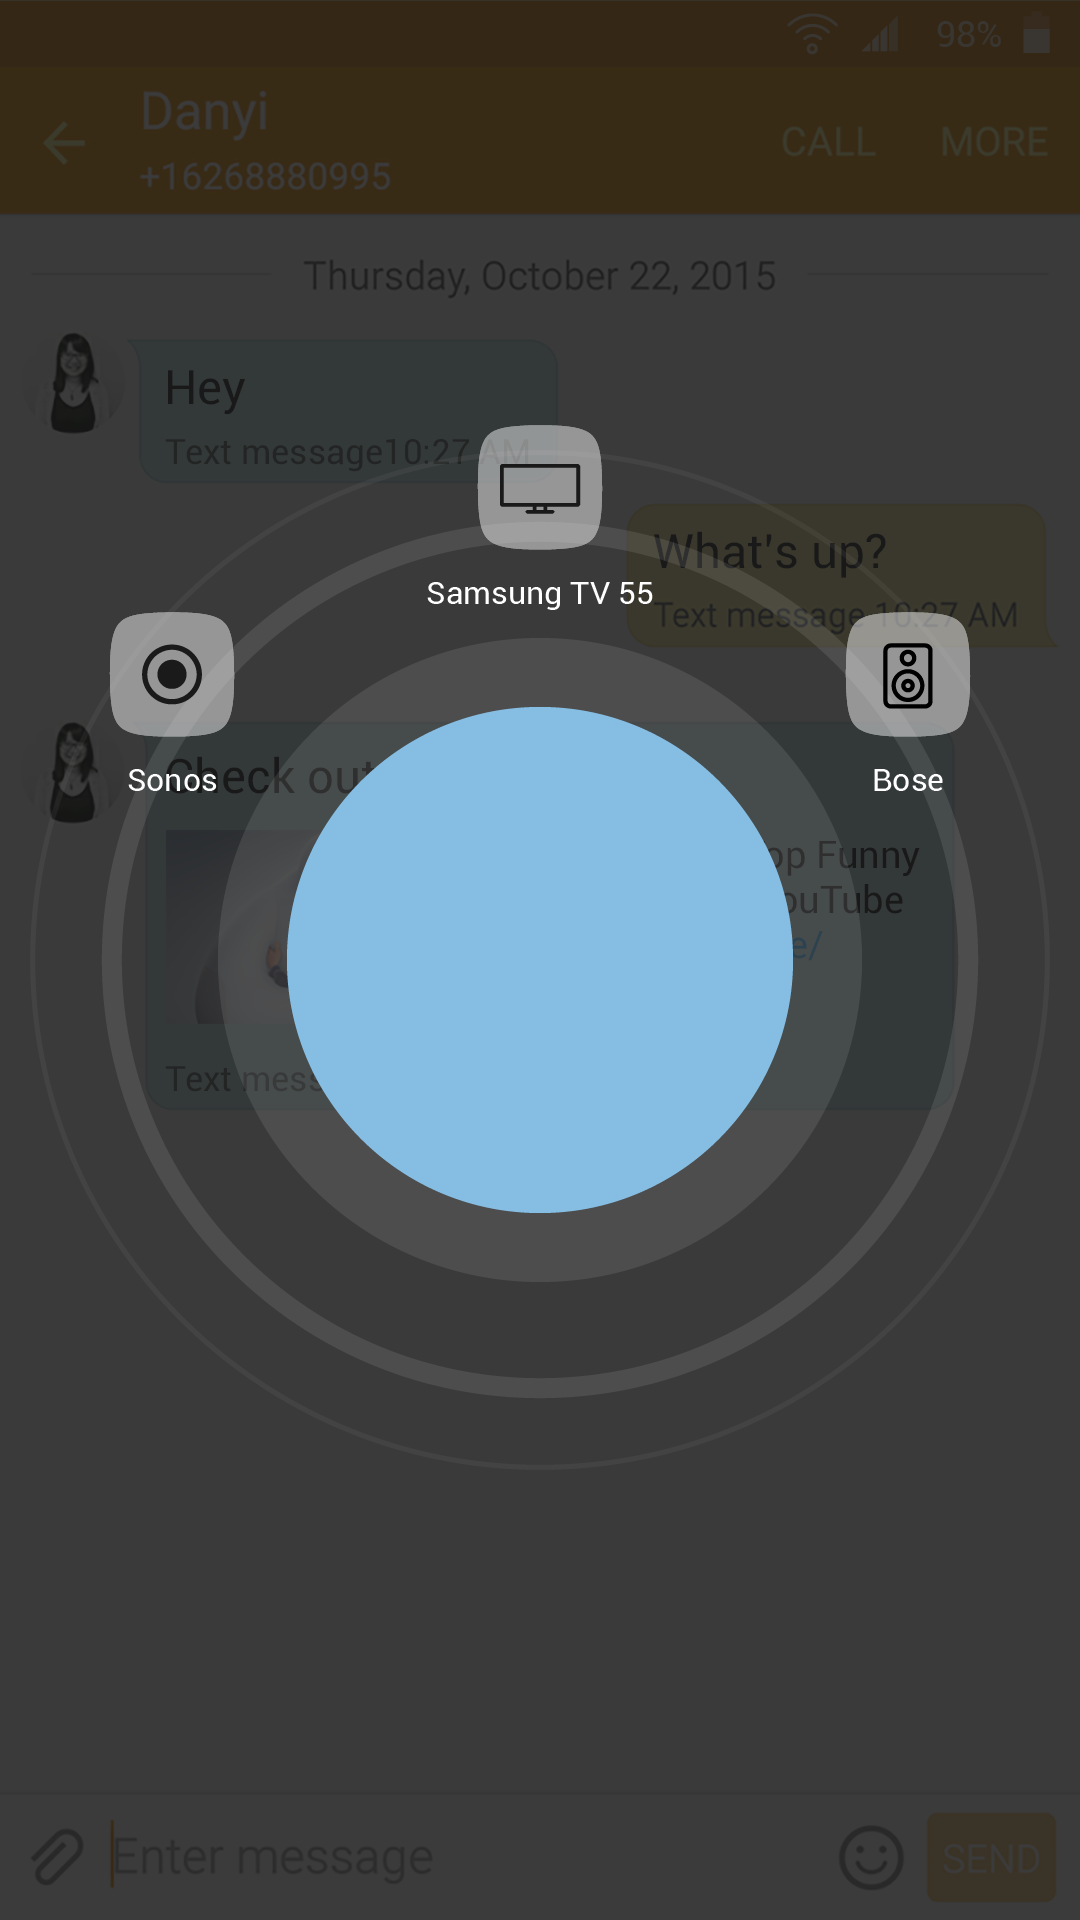 98%
Danyi
+16268880995
CALL
MORE
Thursday, October 22, 2015
Hey
Text message10:27 AM
Samsung TV 55
What's up?
Text message 10:27 AM
Sonos
Bose
Check out
op Funny
ouTube
e/
Text mess
Enter message
SEND